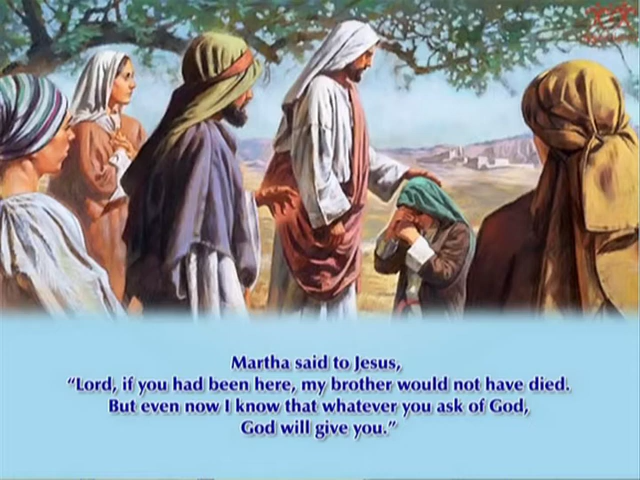 Martha said to Jesus,
“Lord, if you had been here, my brother would not have died.
But even now I know that whatever you ask of God,
God will give you.”